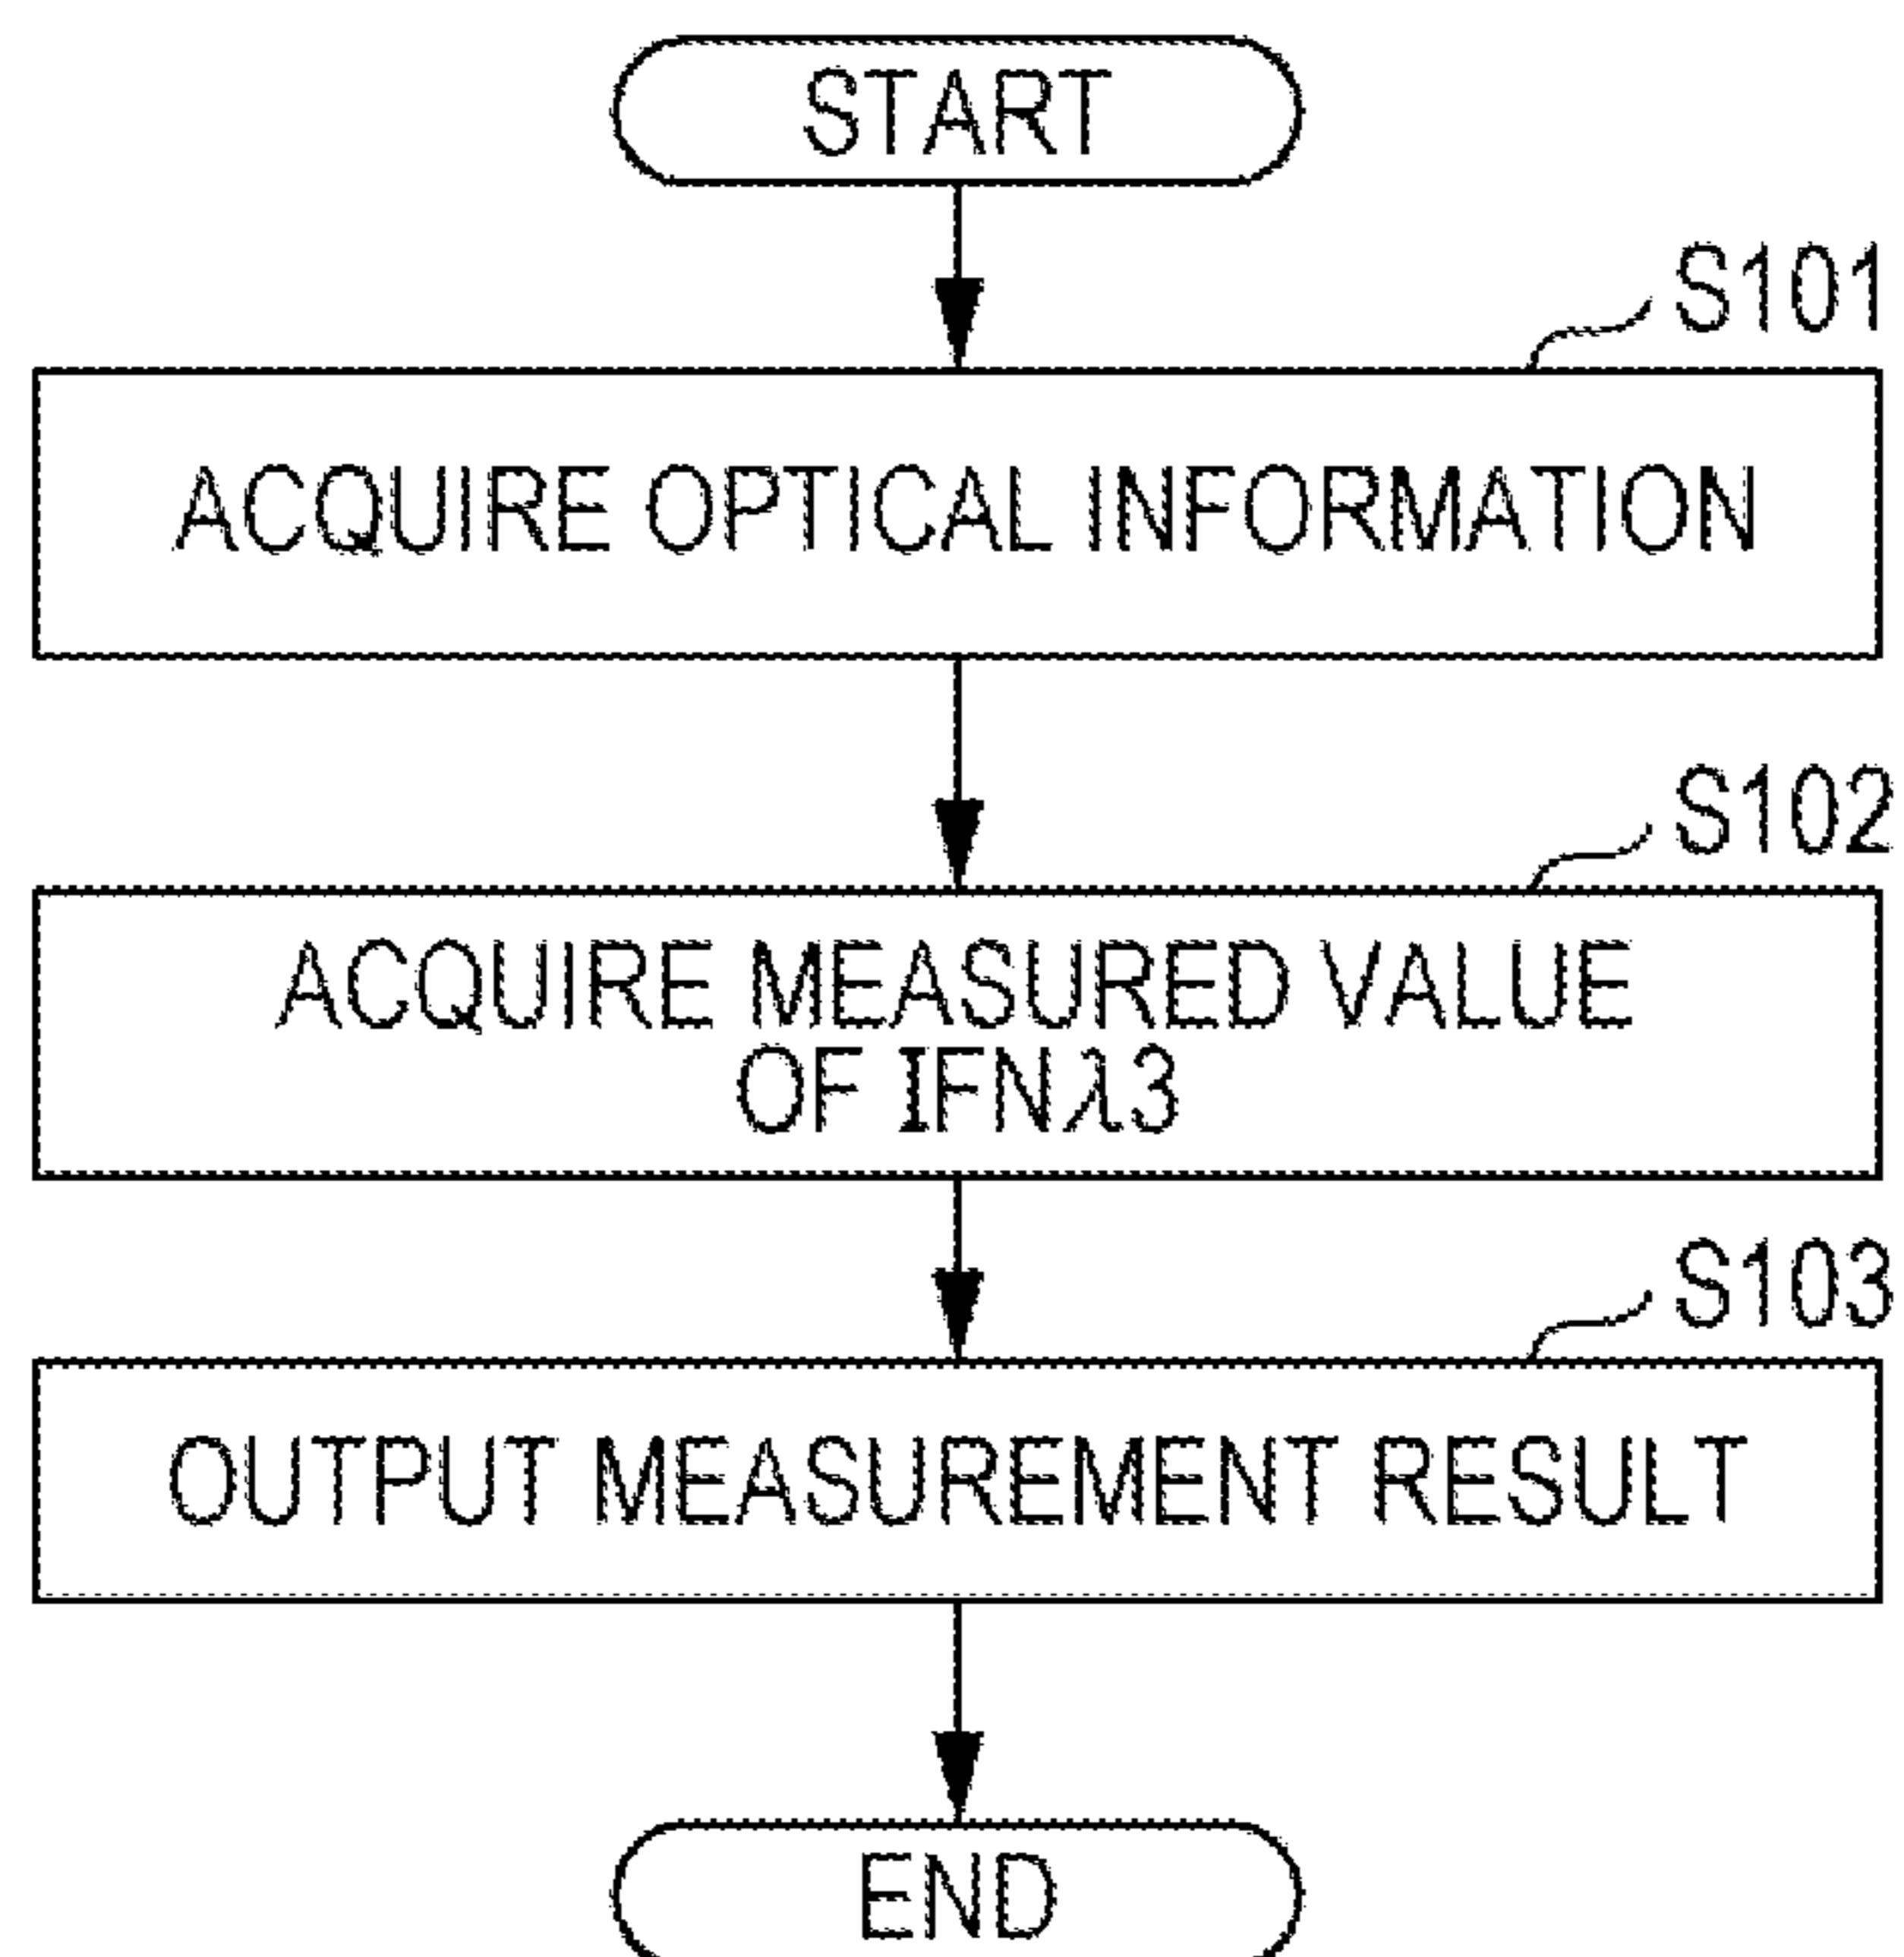 START
S101
ACQUIRE OPTICAL INFORMATION
S102
ACQUIRE MEASURED VALUE
OF IFNλ3
S103
OUTPUT MEASUREMENT RESULT
END